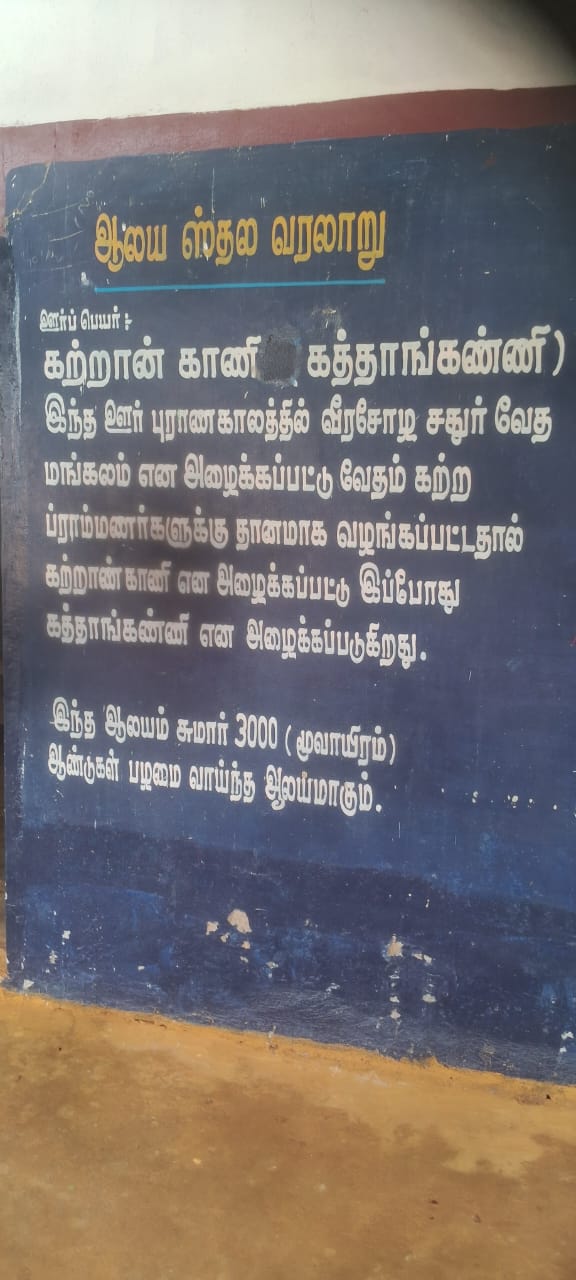 ஆலய ஸ்தல வரலாறு
ஊர்ப் பெயர் :-
கற்றான் காணி கத்தாங்கண்ணி)
இந்த ஊர் புராணகாலத்தில் வீரசோழ சதுர் வேத
மங்கலம் என அழைக்கப்பட்டு வேதம் கற்ற
ப்ராம்மணர்களுக்கு தானமாக வழங்கப்பட்டதால்
கற்றாண்காணி என அழைக்கப்பட்டு இப்போது
கத்தாங்கண்ணி என அழைக்கப்படுகிறது.
இந்த ஆலயம் சுமார் 3000 (மூவாயிரம்)
ஆண்டுகள் பழமை வாய்ந்த ஆலய்மாகும்.